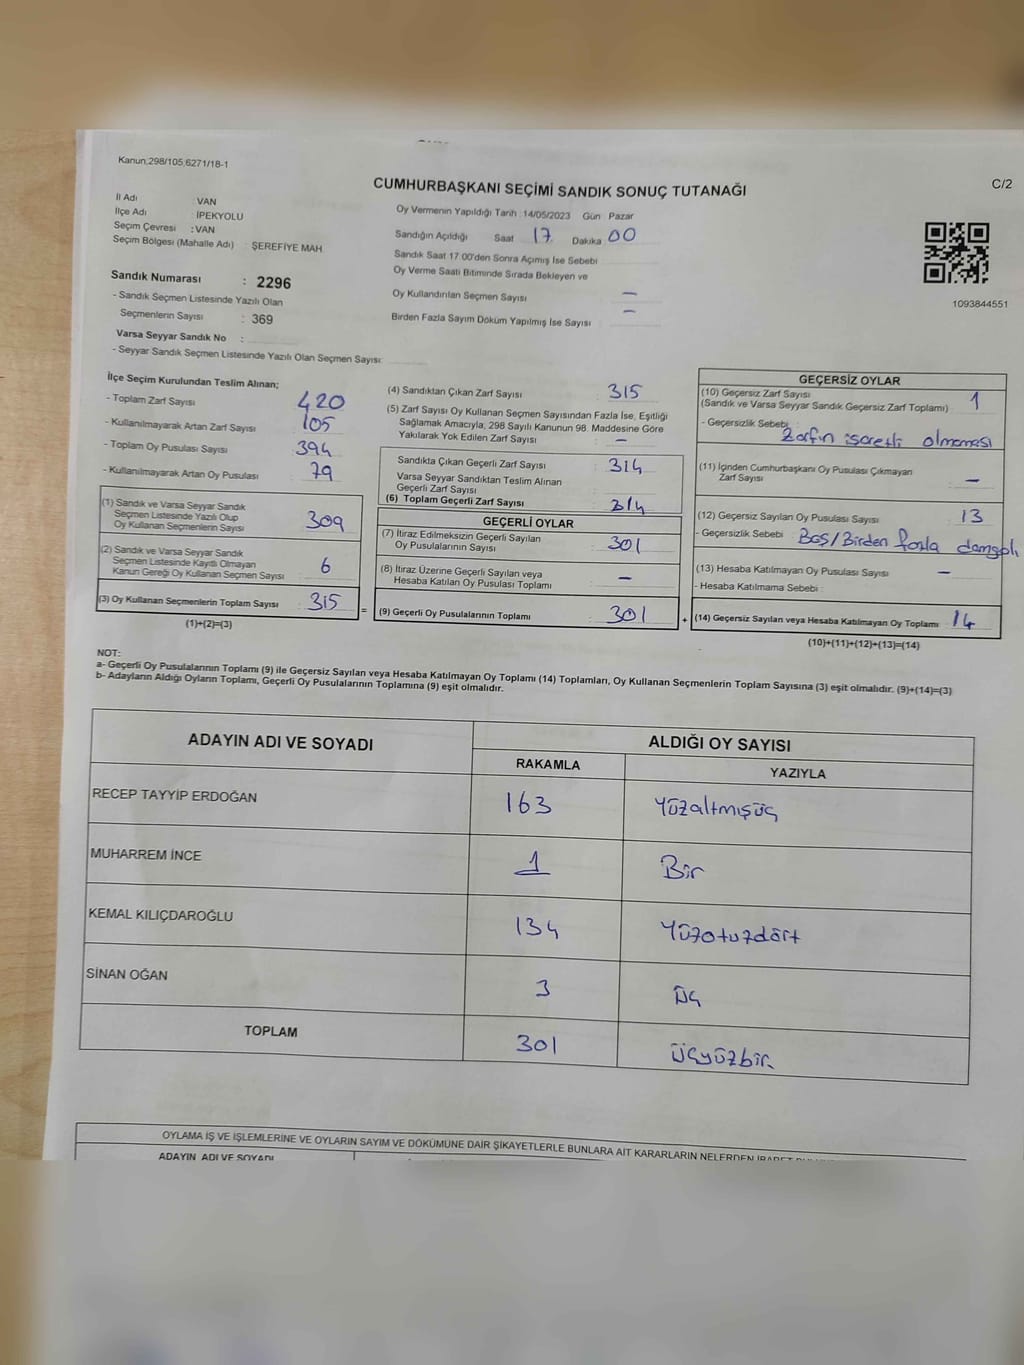 Kanun;298/105,6271/18-1
C/2
CUMHURBAŞKANI SEÇİMİ SANDIK SONUÇ TUTANAĞI
İl Adı : VAN
İlçe Adı İPEKYOLU
Seçim Çevresi : VAN
Seçim Bölgesi (Mahalle Adı) : ŞEREFİYE MAH
Sandık Numarası : 2296
- Sandık Seçmen Listesinde Yazılı Olan
Seçmenlerin Sayısı : 369
Varsa Seyyar Sandık No :
- Seyyar Sandık Seçmen Listesinde Yazılı Olan Seçmen Sayısı:
Oy Vermenin Yapıldığı Tarih : 14/05/2023 Gün Pazar
Sandığın Açıldığı Saat 17 Dakika 00
Sandık Saat 17:00'den Sonra Açımış İse Sebebi
Oy Verme Saati Bitiminde Sırada Bekleyen ve
Oy Kullandırılan Seçmen Sayısı —
Birden Fazla Sayım Döküm Yapılmış İse Sayısı —
1093844551
İlçe Seçim Kurulundan Teslim Alınan;
- Toplam Zarf Sayısı 420
- Kullanılmayarak Artan Zarf Sayısı 105
- Toplam Oy Pusulası Sayısı 394
- Kullanılmayarak Artan Oy Pusulası 79
(1) Sandık ve Varsa Seyyar Sandık
Seçmen Listesinde Yazılı Olup
Oy Kullanan Seçmenlerin Sayısı : 309
(2) Sandık ve Varsa Seyyar Sandık
Seçmen Listesinde Kayıtlı Olmayan
Kanun Gereği Oy Kullanan Seçmen Sayısı : 6
(3) Oy Kullanan Seçmenlerin Toplam Sayısı : 315 =
(1)+(2)=(3)
(4) Sandıktan Çıkan Zarf Sayısı : 315
(5) Zarf Sayısı Oy Kullanan Seçmen Sayısından Fazla İse, Eşitliği
Sağlamak Amacıyla; 298 Sayılı Kanunun 98. Maddesine Göre
Yakılarak Yok Edilen Zarf Sayısı : —
Sandıkta Çıkan Geçerli Zarf Sayısı : 314
Varsa Seyyar Sandıktan Teslim Alınan
Geçerli Zarf Sayısı :
(6) Toplam Geçerli Zarf Sayısı : 314
GEÇERLİ OYLAR
(7) İtiraz Edilmeksizin Geçerli Sayılan
Oy Pusulalarının Sayısı : 301
(8) İtiraz Üzerine Geçerli Sayılan veya
Hesaba Katılan Oy Pusulası Toplamı : —
(9) Geçerli Oy Pusulalarının Toplamı : 301 +
GEÇERSİZ OYLAR
(10) Geçersiz Zarf Sayısı
(Sandık ve Varsa Seyyar Sandık Geçersiz Zarf Toplamı) : 1
- Geçersizlik Sebebi : Zarfın işaretli olmaması
(11) İçinden Cumhurbaşkanı Oy Pusulası Çıkmayan
Zarf Sayısı : —
(12) Geçersiz Sayılan Oy Pusulası Sayısı : 13
- Geçersizlik Sebebi : Boş/Birden fazla damgalı
(13) Hesaba Katılmayan Oy Pusulası Sayısı : —
- Hesaba Katılmama Sebebi :
(14) Geçersiz Sayılan veya Hesaba Katılmayan Oy Toplamı : 14
(10)+(11)+(12)+(13)=(14)
NOT:
a- Geçerli Oy Pusulalarının Toplamı (9) ile Geçersiz Sayılan veya Hesaba Katılmayan Oy Toplamı (14) Toplamları, Oy Kullanan Seçmenlerin Toplam Sayısına (3) eşit olmalıdır. (9)+(14)=(3)
b- Adayların Aldığı Oyların Toplamı, Geçerli Oy Pusulalarının Toplamına (9) eşit olmalıdır.
ADAYIN ADI VE SOYADI ALDIĞI OY SAYISI
RAKAMLA YAZIYLA
RECEP TAYYİP ERDOĞAN 163 Yüzaltmışüç
MUHARREM İNCE 1 Bir
KEMAL KILIÇDAROĞLU 134 Yüzotuzdört
SİNAN OĞAN 3 Üç
TOPLAM 301 Üçyüzbir
OYLAMA İŞ VE İŞLEMLERİNE VE OYLARIN SAYIM VE DÖKÜMÜNE DAİR ŞİKAYETLERLE BUNLARA AİT KARARLARIN NELERDEN İBARET
ADAYIN ADI VE SOYADI